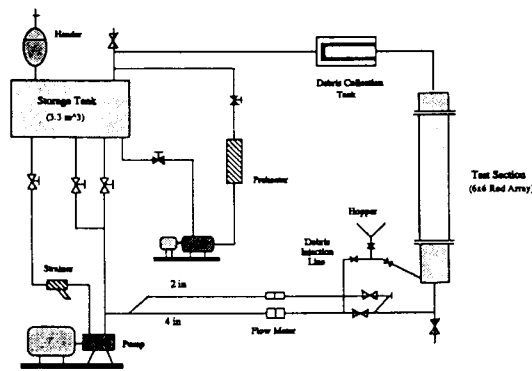 Header
Storage Tank
(3.3 m^3)
Debris Collection
Tank
Preheater
Test Section
(6x6 Rod Array)
Hopper
Debris
Injection
Line
Strainer
2 in
4 in
Flow Meter
Pump